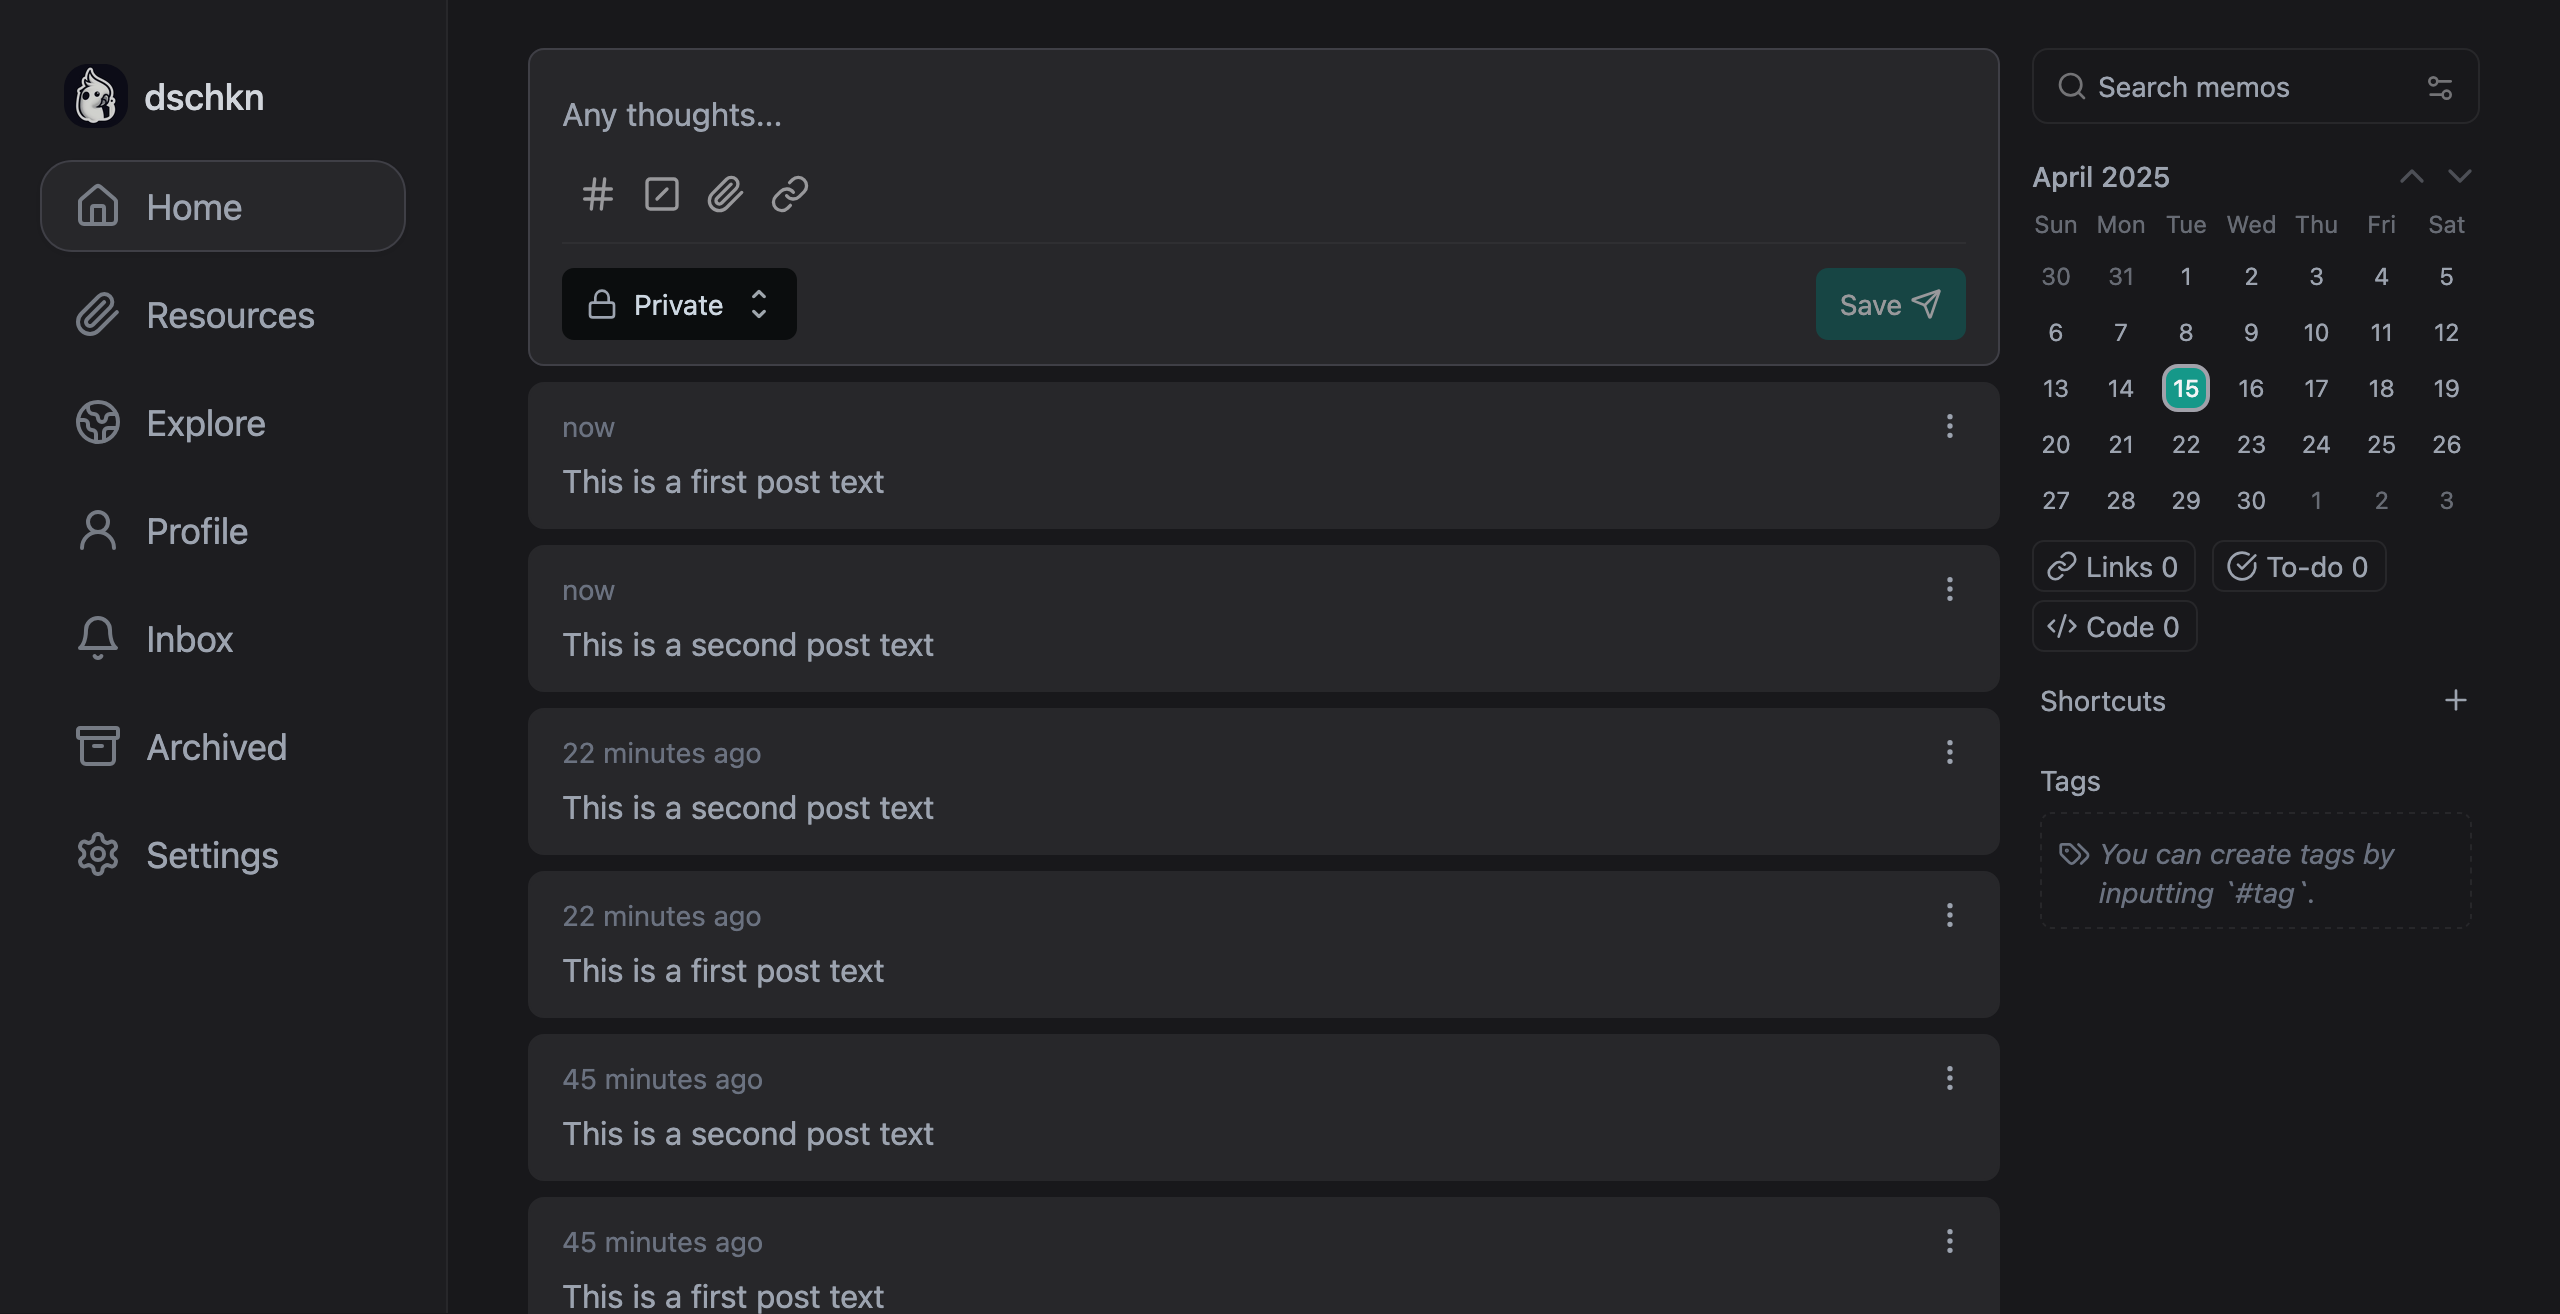 dschkn
Home
Resources
Explore
Profile
Inbox
Archived
Settings
Any thoughts...
Private
Save
now
This is a first post text
now
This is a second post text
22 minutes ago
This is a second post text
22 minutes ago
This is a first post text
45 minutes ago
This is a second post text
45 minutes ago
This is a first post text
Search memos
April 2025
Sun Mon Tue Wed Thu Fri Sat
30 31 1 2 3 4 5
6 7 8 9 10 11 12
13 14 15 16 17 18 19
20 21 22 23 24 25 26
27 28 29 30 1 2 3
Links 0 To-do 0
Code 0
Shortcuts
Tags
You can create tags by
inputting `#tag`.